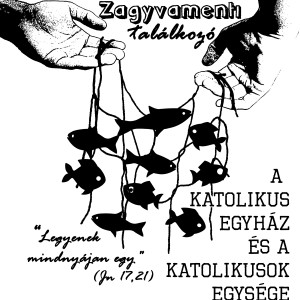 Zagyvamenti
találkozó
A
KATOLIKUS
EGYHÁZ
ÉS A
KATOLIKUSOK
EGYSÉGE
"Legyenek
mindnyájan egy"
(Jn 17,21)